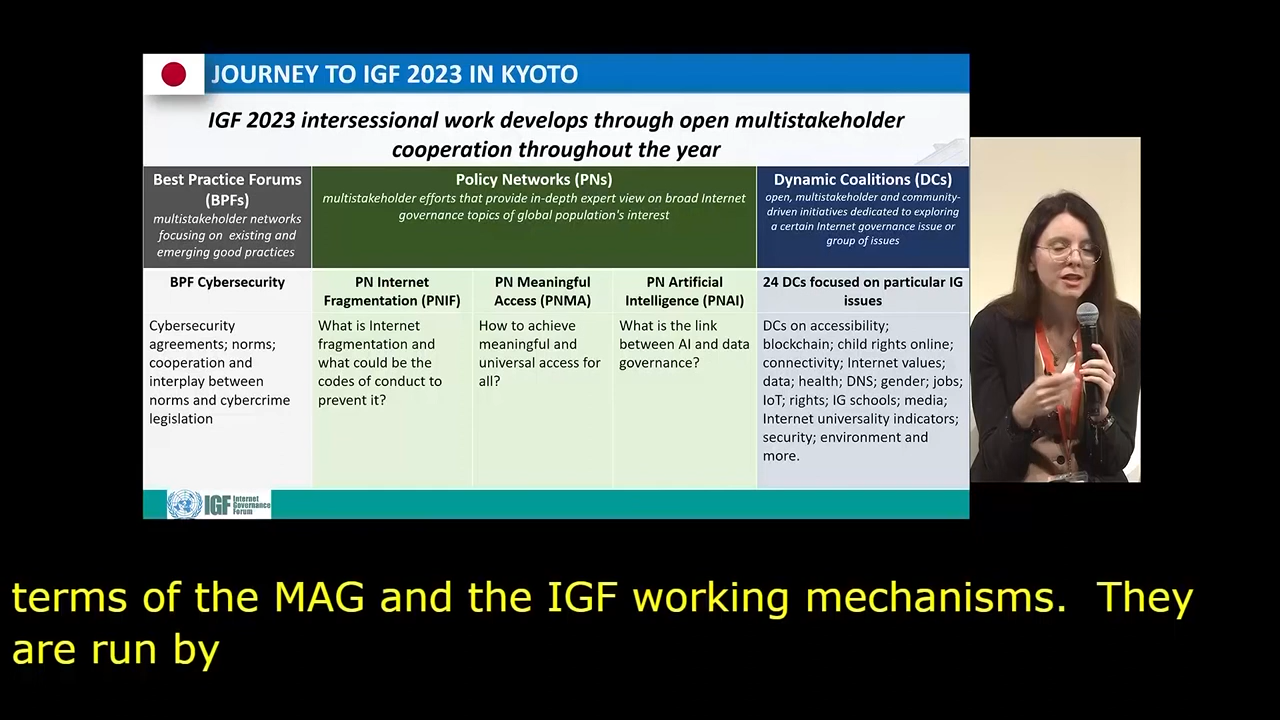 JOURNEY TO IGF 2023 IN KYOTO
IGF 2023 intersessional work develops through open multistakeholder
cooperation throughout the year
Best Practice Forums
(BPFs)
multistakeholder networks
focusing on existing and
emerging good practices
Policy Networks (PNs)
multistakeholder efforts that provide in-depth expert view on broad Internet
governance topics of global population's interest
Dynamic Coalitions (DCs)
open, multistakeholder and community-
driven initiatives dedicated to exploring
a certain Internet governance issue or
group of issues
BPF Cybersecurity
PN Internet
Fragmentation (PNIF)
PN Meaningful
Access (PNMA)
PN Artificial
Intelligence (PNAI)
24 DCs focused on particular IG
issues
Cybersecurity
agreements; norms;
cooperation and
interplay between
norms and cybercrime
legislation
What is Internet
fragmentation and
what could be the
codes of conduct to
prevent it?
How to achieve
meaningful and
universal access for
all?
What is the link
between AI and data
governance?
DCs on accessibility;
blockchain; child rights online;
connectivity; Internet values;
data; health; DNS; gender; jobs;
IoT; rights; IG schools; media;
Internet universality indicators;
security; environment and
more.
IGF
Internet
Governance
Forum
terms of the MAG and the IGF working mechanisms.  They
are run by